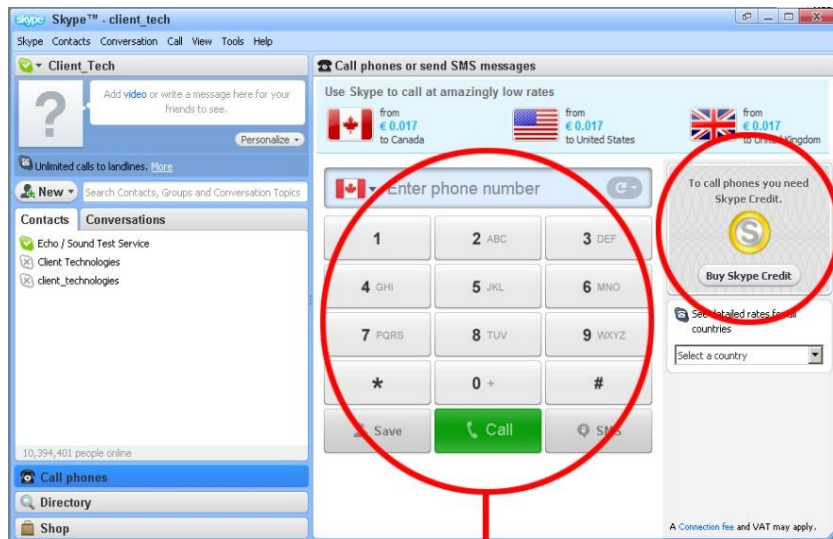 skype Skype™ - client_tech
Skype Contacts Conversation Call View Tools Help
Client_Tech
?
Add video or write a message here for your
friends to see.
Personalize
Unlimited calls to landlines. More
New
Search Contacts, Groups and Conversation Topics
Contacts Conversations
Echo / Sound Test Service
Client Technologies
client_technologies
10,394,401 people online
Call phones
Directory
Shop
Call phones or send SMS messages
Use Skype to call at amazingly low rates
from
€ 0.017
to Canada
from
€ 0.017
to United States
from
€ 0.017
to United Kingdom
Enter phone number
1 2 ABC 3 DEF
4 GHI 5 JKL 6 MNO
7 PQRS 8 TUV 9 WXYZ
* 0 + #
Save Call SMS
To call phones you need
Skype Credit.
S
Buy Skype Credit
See detailed rates for all
countries
Select a country
A Connection fee and VAT may apply.